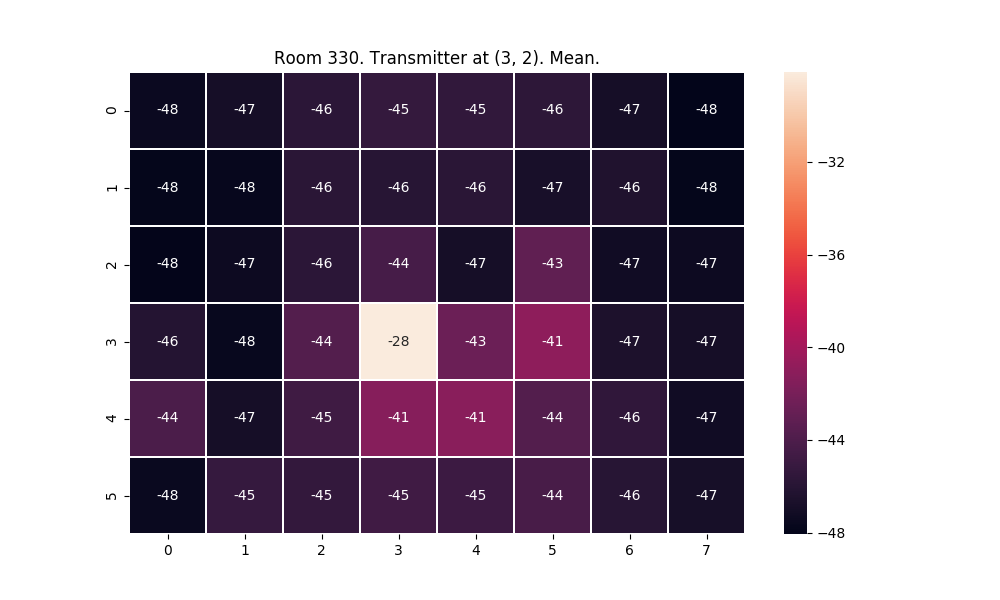 Room 330. Transmitter at (3, 2). Mean.
0 -48 -47 -46 -45 -45 -46 -47 -48
1 -48 -48 -46 -46 -46 -47 -46 -48
2 -48 -47 -46 -44 -47 -43 -47 -47
3 -46 -48 -44 -28 -43 -41 -47 -47
4 -44 -47 -45 -41 -41 -44 -46 -47
5 -48 -45 -45 -45 -45 -44 -46 -47
0 1 2 3 4 5 6 7
−32
−36
−40
−44
−48